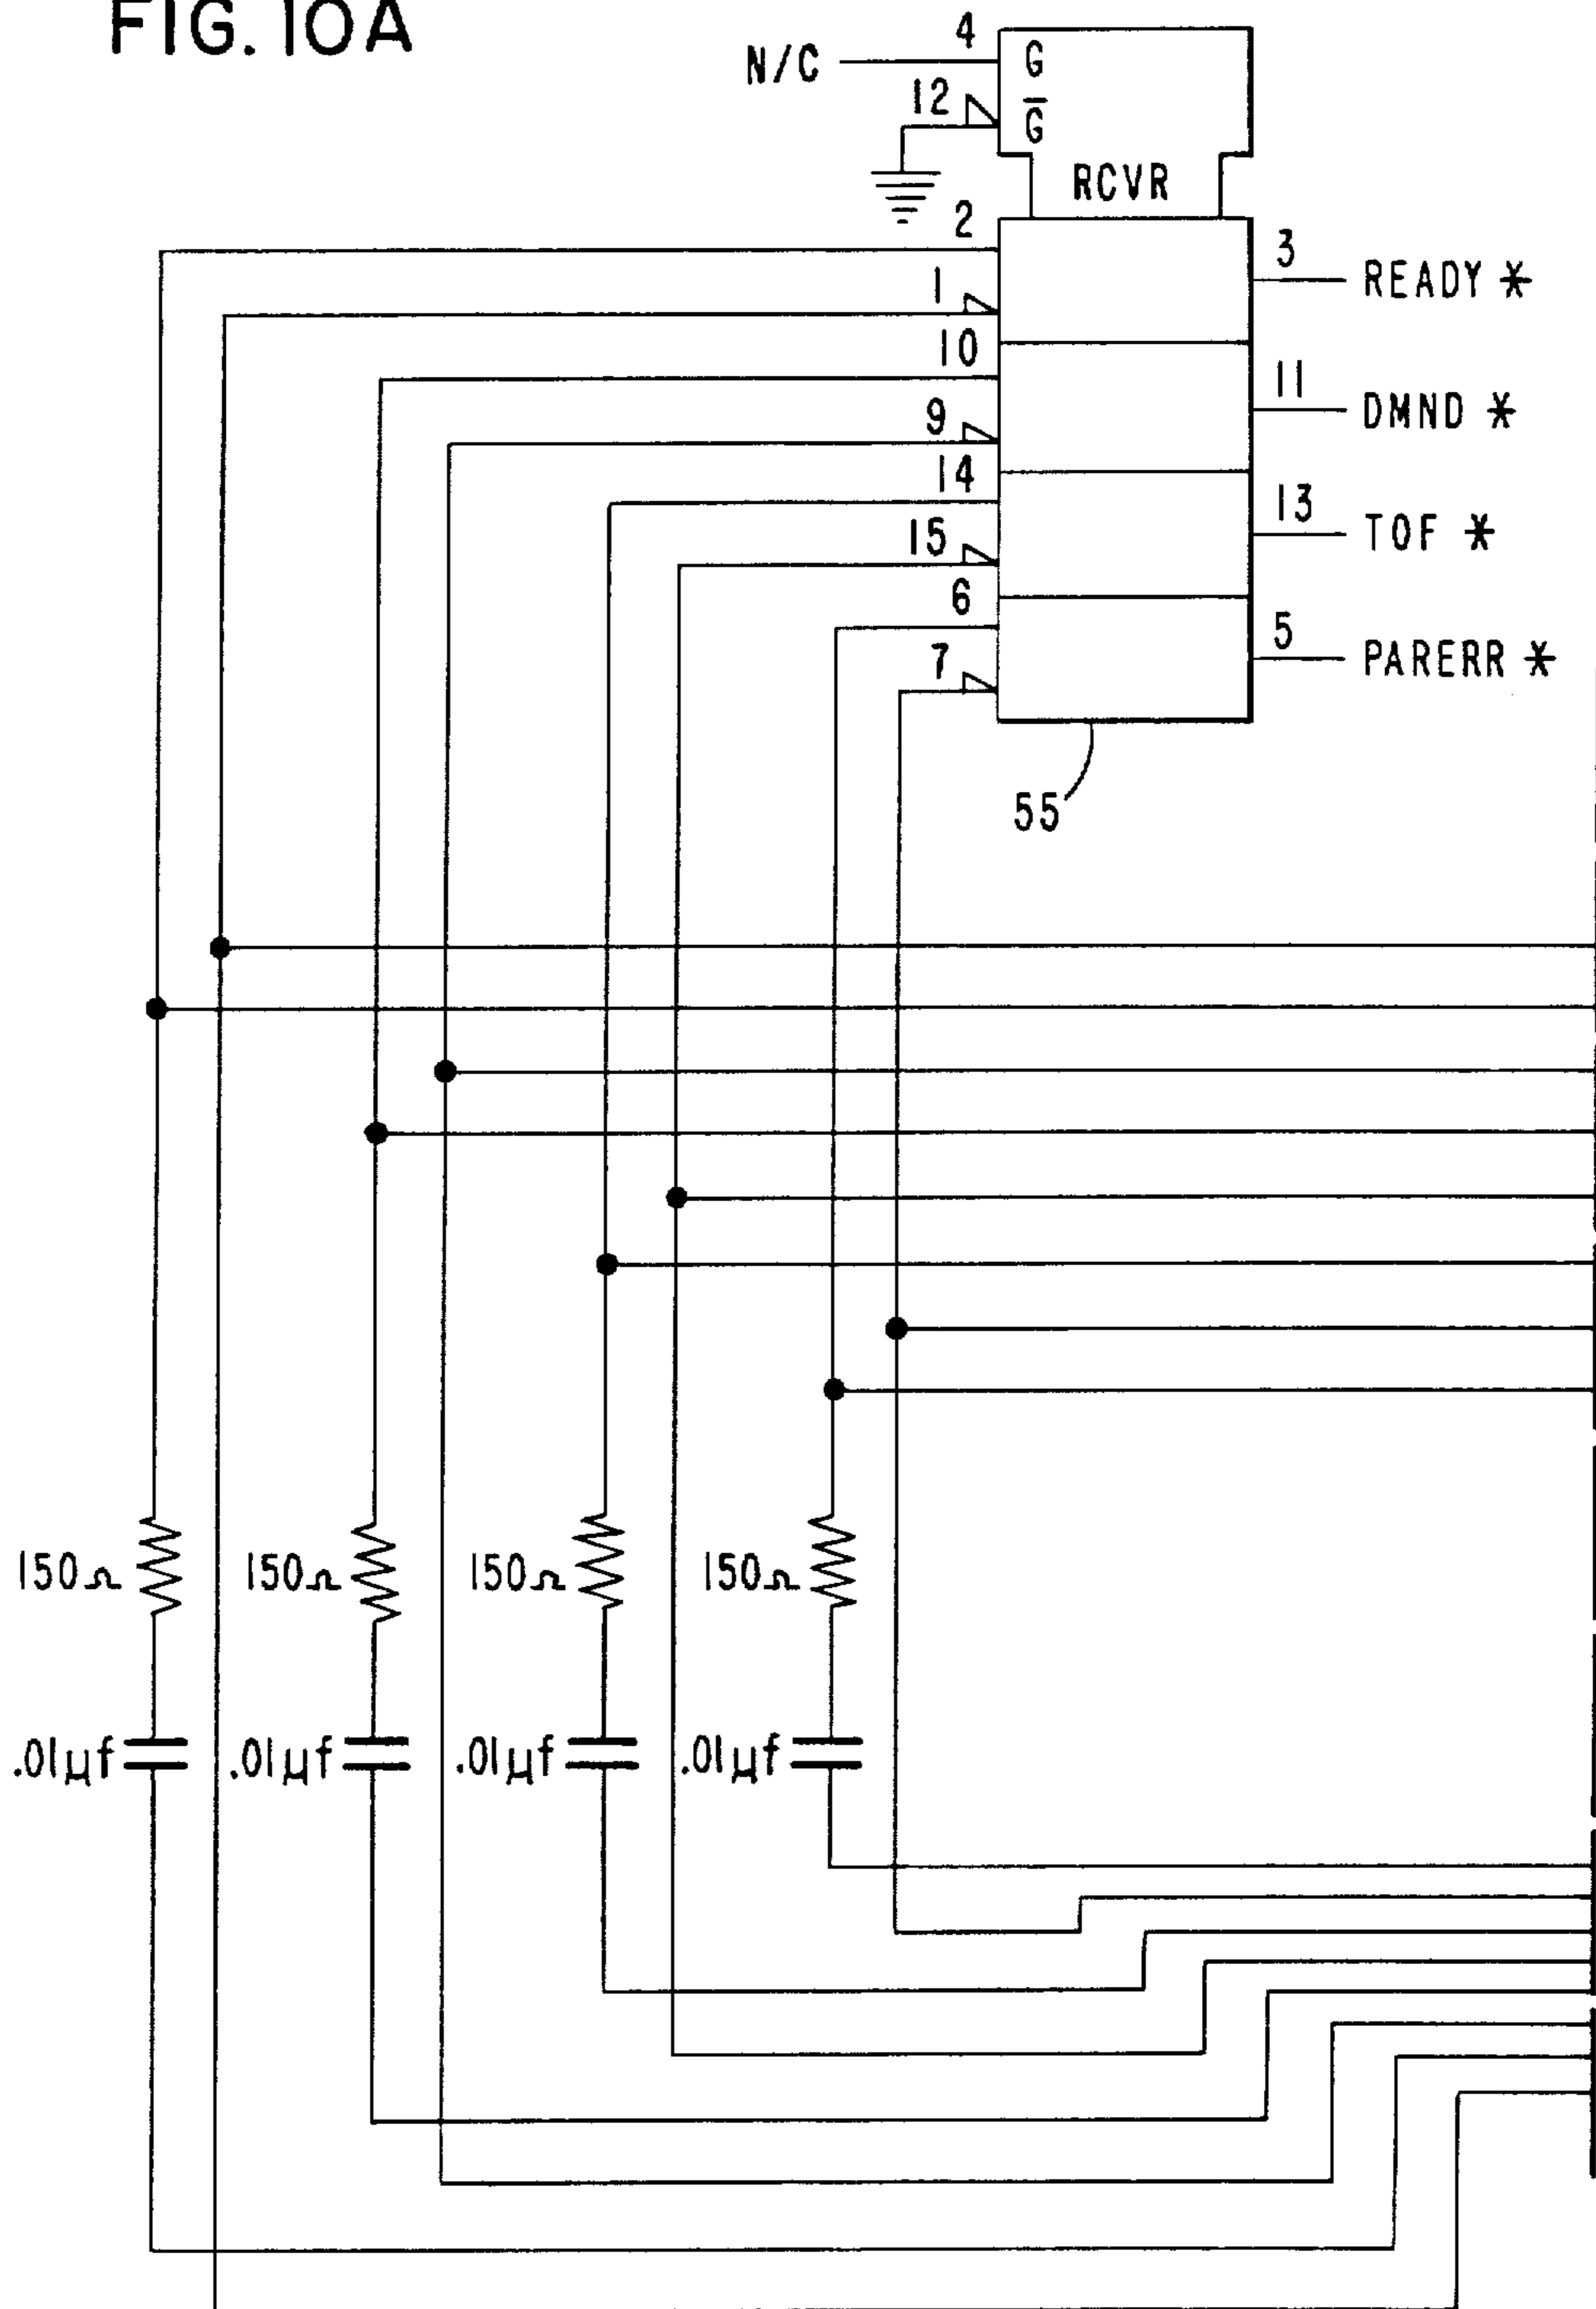 FIG. 10A
N/C
4
G
12
G̅
RCVR
2
1
3
READY *
10
9
11
DMND *
14
15
13
TOF *
6
7
5
PARERR *
55
150Ω
150Ω
150Ω
150Ω
.01µf
.01µf
.01µf
.01µf